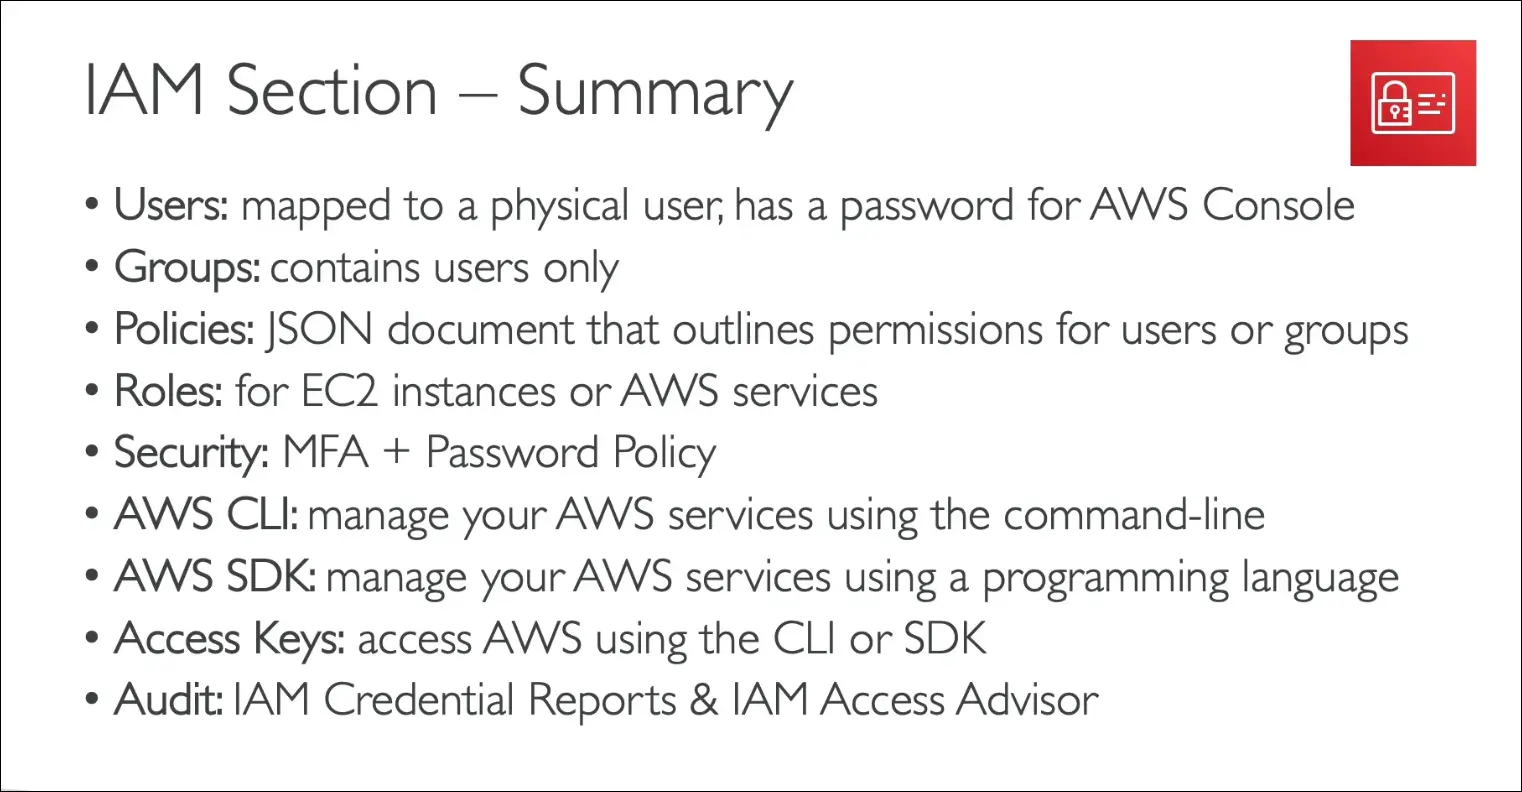 IAM Section – Summary
• Users: mapped to a physical user, has a password for AWS Console
• Groups: contains users only
• Policies: JSON document that outlines permissions for users or groups
• Roles: for EC2 instances or AWS services
• Security: MFA + Password Policy
• AWS CLI: manage your AWS services using the command-line
• AWS SDK: manage your AWS services using a programming language
• Access Keys: access AWS using the CLI or SDK
• Audit: IAM Credential Reports & IAM Access Advisor